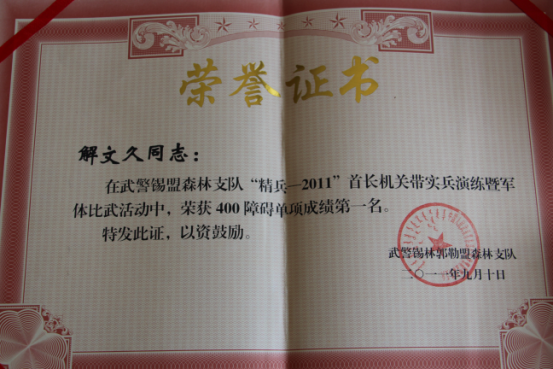 荣誉证书
解文久同志：
在武警锡盟森林支队“精兵—2011”首长机关带实兵演练暨军
体比武活动中，荣获400障碍单项成绩第一名。
特发此证，以资鼓励。
武警锡林郭勒盟森林支队
二〇一一年九月十日